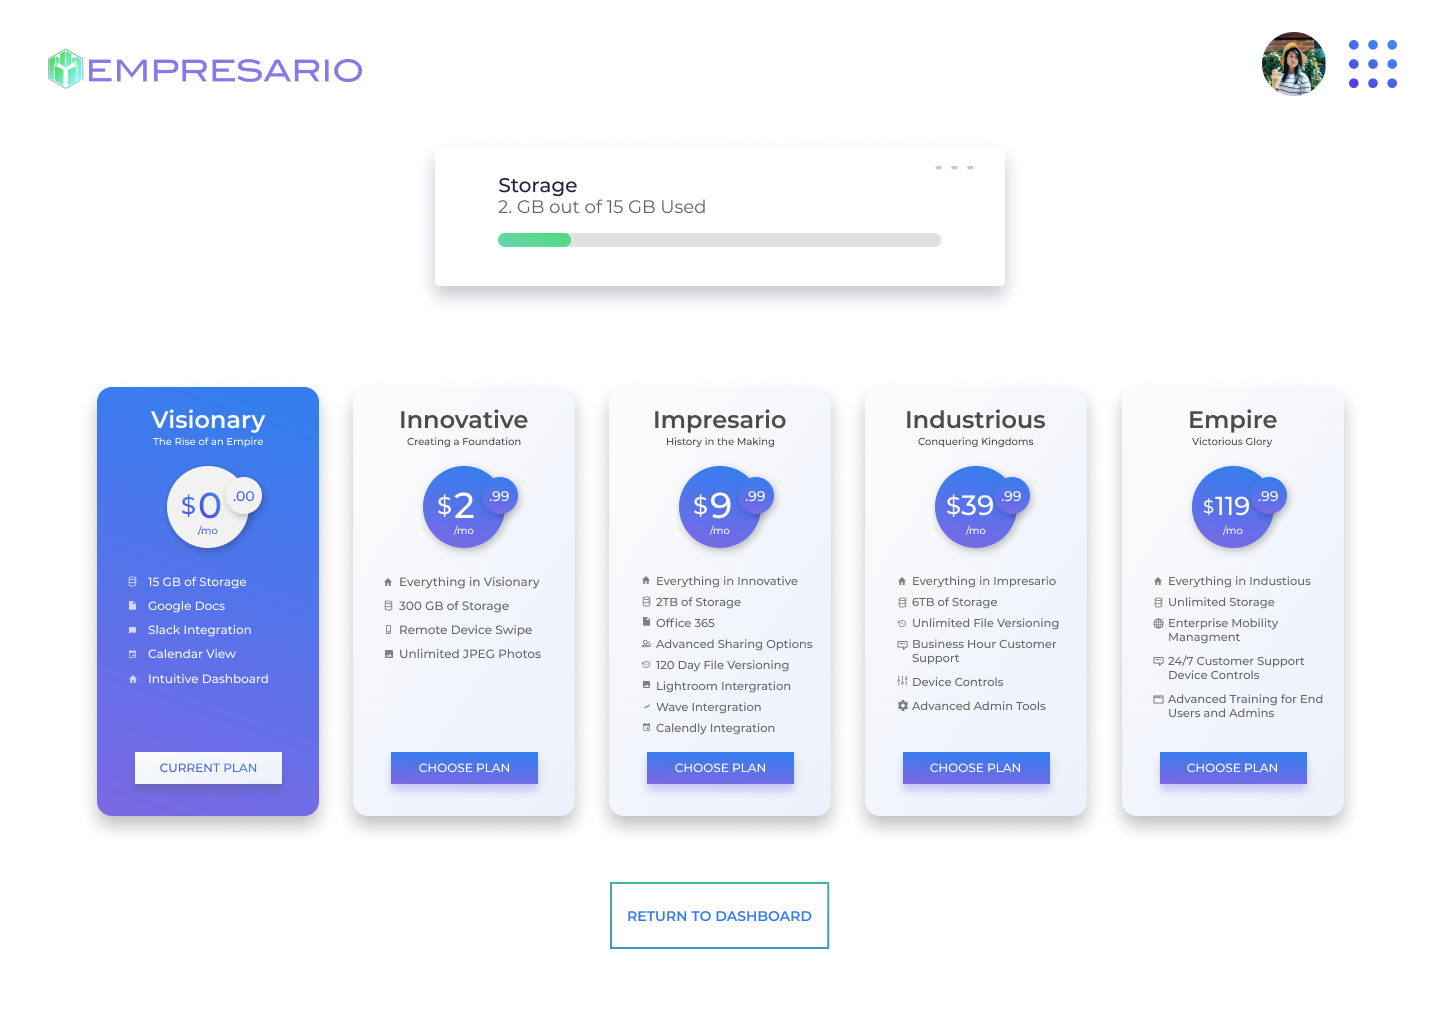 EMPRESARIO
Storage
2. GB out of 15 GB Used
Visionary
The Rise of an Empire
$0
.00
/mo
15 GB of Storage
Google Docs
Slack Integration
Calendar View
Intuitive Dashboard
CURRENT PLAN
Innovative
Creating a Foundation
$2
.99
/mo
Everything in Visionary
300 GB of Storage
Remote Device Swipe
Unlimited JPEG Photos
CHOOSE PLAN
Impresario
History in the Making
$9
.99
/mo
Everything in Innovative
2TB of Storage
Office 365
Advanced Sharing Options
120 Day File Versioning
Lightroom Intergration
Wave Intergration
Calendly Integration
CHOOSE PLAN
Industrious
Conquering Kingdoms
$39
.99
/mo
Everything in Impresario
6TB of Storage
Unlimited File Versioning
Business Hour Customer
Support
Device Controls
Advanced Admin Tools
CHOOSE PLAN
Empire
Victorious Glory
$119
.99
/mo
Everything in Industious
Unlimited Storage
Enterprise Mobility
Managment
24/7 Customer Support
Device Controls
Advanced Training for End
Users and Admins
CHOOSE PLAN
RETURN TO DASHBOARD